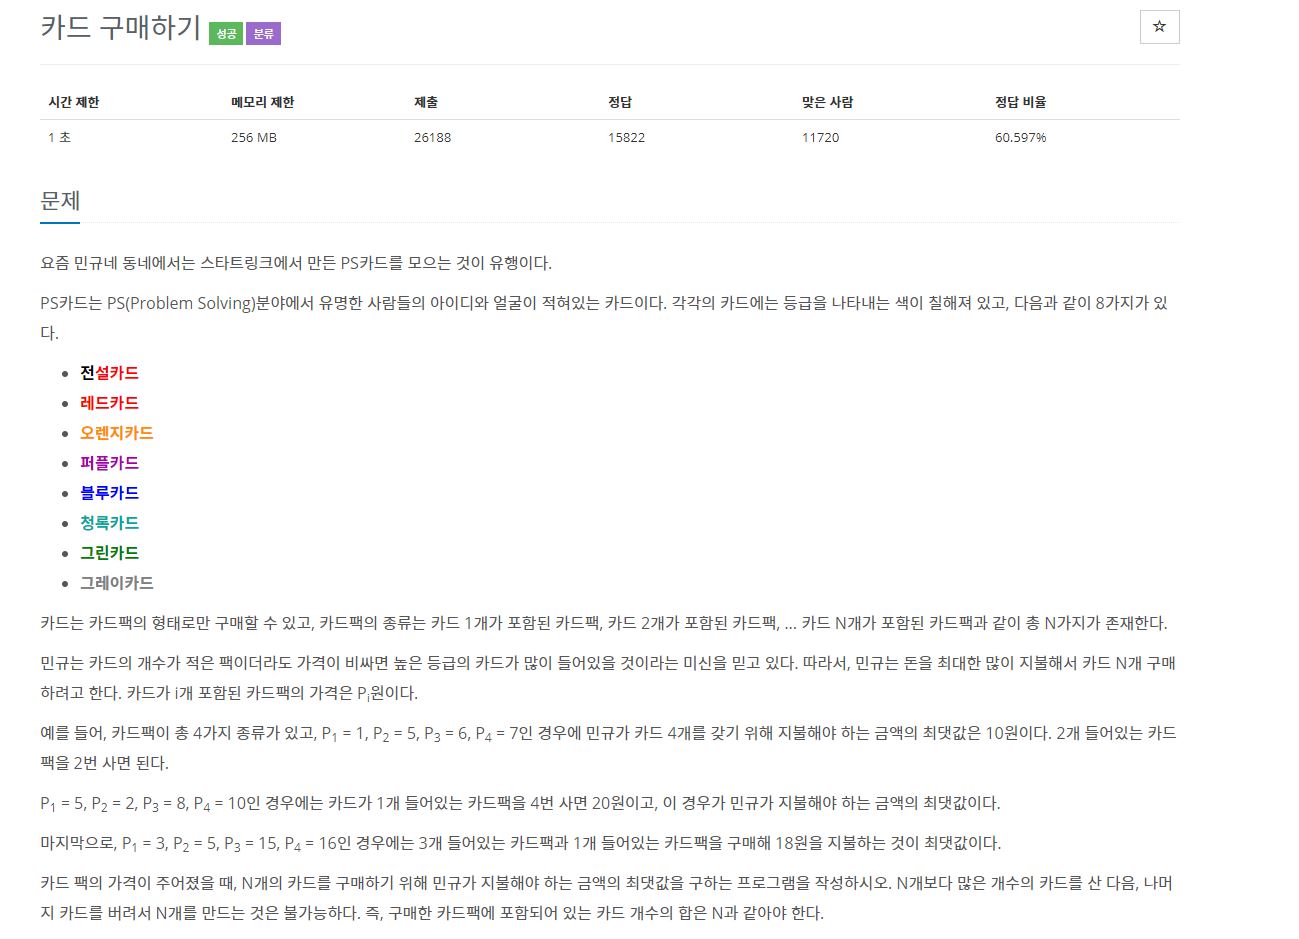 카드 구매하기 성공 분류
☆
시간 제한 메모리 제한 제출 정답 맞은 사람 정답 비율
1 초 256 MB 26188 15822 11720 60.597%
문제
요즘 민규네 동네에서는 스타트링크에서 만든 PS카드를 모으는 것이 유행이다.
PS카드는 PS(Problem Solving)분야에서 유명한 사람들의 아이디와 얼굴이 적혀있는 카드이다. 각각의 카드에는 등급을 나타내는 색이 칠해져 있고, 다음과 같이 8가지가 있
다.
• 전설카드
• 레드카드
• 오렌지카드
• 퍼플카드
• 블루카드
• 청록카드
• 그린카드
• 그레이카드
카드는 카드팩의 형태로만 구매할 수 있고, 카드팩의 종류는 카드 1개가 포함된 카드팩, 카드 2개가 포함된 카드팩, ... 카드 N개가 포함된 카드팩과 같이 총 N가지가 존재한다.
민규는 카드의 개수가 적은 팩이더라도 가격이 비싸면 높은 등급의 카드가 많이 들어있을 것이라는 미신을 믿고 있다. 따라서, 민규는 돈을 최대한 많이 지불해서 카드 N개 구매
하려고 한다. 카드가 i개 포함된 카드팩의 가격은 Pi원이다.
예를 들어, 카드팩이 총 4가지 종류가 있고, P1 = 1, P2 = 5, P3 = 6, P4 = 7인 경우에 민규가 카드 4개를 갖기 위해 지불해야 하는 금액의 최댓값은 10원이다. 2개 들어있는 카드
팩을 2번 사면 된다.
P1 = 5, P2 = 2, P3 = 8, P4 = 10인 경우에는 카드가 1개 들어있는 카드팩을 4번 사면 20원이고, 이 경우가 민규가 지불해야 하는 금액의 최댓값이다.
마지막으로, P1 = 3, P2 = 5, P3 = 15, P4 = 16인 경우에는 3개 들어있는 카드팩과 1개 들어있는 카드팩을 구매해 18원을 지불하는 것이 최댓값이다.
카드 팩의 가격이 주어졌을 때, N개의 카드를 구매하기 위해 민규가 지불해야 하는 금액의 최댓값을 구하는 프로그램을 작성하시오. N개보다 많은 개수의 카드를 산 다음, 나머
지 카드를 버려서 N개를 만드는 것은 불가능하다. 즉, 구매한 카드팩에 포함되어 있는 카드 개수의 합은 N과 같아야 한다.